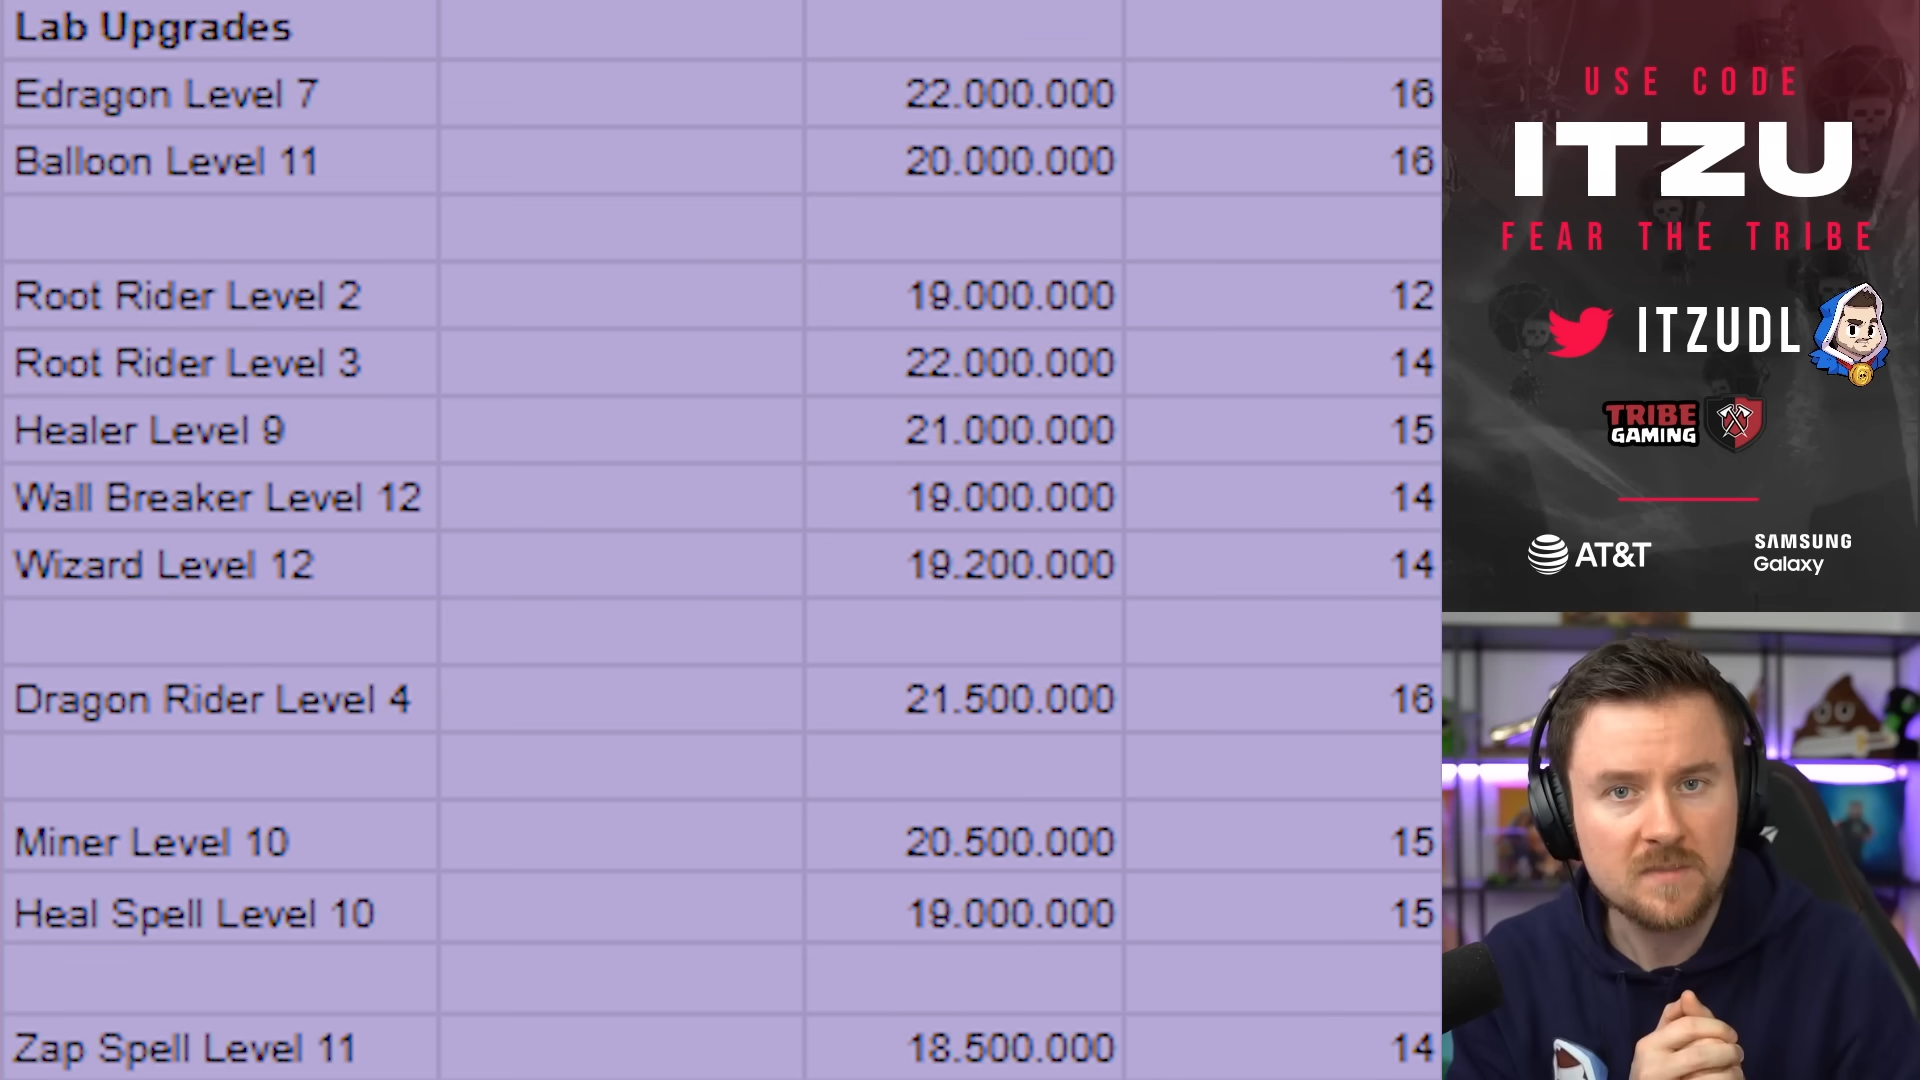 Lab Upgrades
Edragon Level 7 22.000.000 16
Balloon Level 11 20.000.000 16
Root Rider Level 2 19.000.000 12
Root Rider Level 3 22.000.000 14
Healer Level 9 21.000.000 15
Wall Breaker Level 12 19.000.000 14
Wizard Level 12 19.200.000 14
Dragon Rider Level 4 21.500.000 16
Miner Level 10 20.500.000 15
Heal Spell Level 10 19.000.000 15
Zap Spell Level 11 18.500.000 14
USE CODE
ITZU
FEAR THE TRIBE
ITZUDL
TRIBE
GAMING
AT&T
SAMSUNG
Galaxy